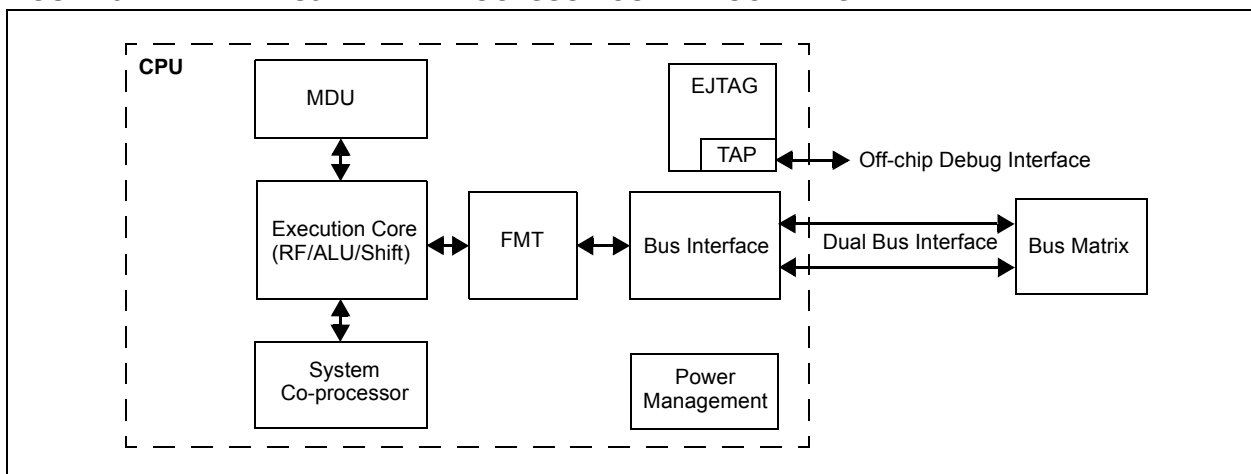 CPU
MDU
EJTAG
TAP
Off-chip Debug Interface
Execution Core
(RF/ALU/Shift)
FMT
Bus Interface
Dual Bus Interface
Bus Matrix
System
Co-processor
Power
Management